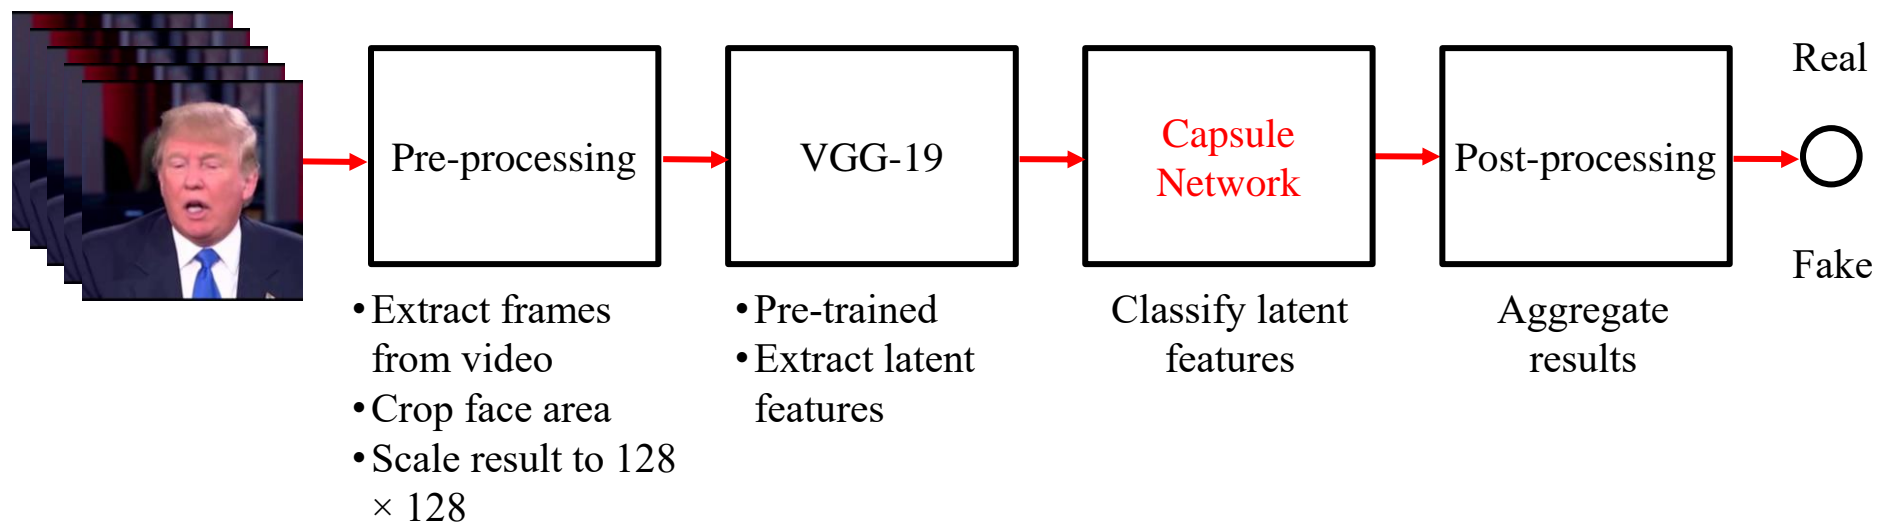 Pre-processing
• Extract frames
from video
• Crop face area
• Scale result to 128
× 128
VGG-19
• Pre-trained
• Extract latent
features
Capsule
Network
Classify latent
features
Post-processing
Aggregate
results
Real
Fake